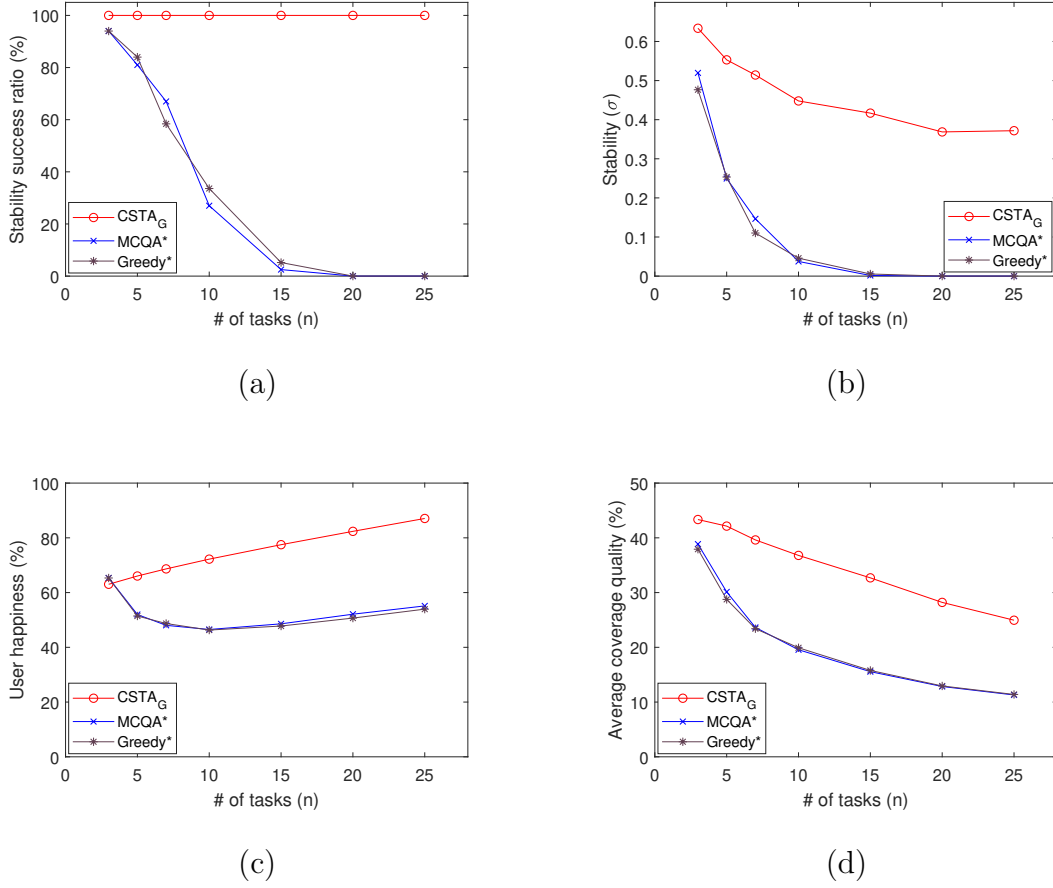 100
80
60
40
20
0
Stability success ratio (%)
CSTA_G
MCQA*
Greedy*
0 5 10 15 20 25
# of tasks (n)
(a)
0.6
0.5
0.4
0.3
0.2
0.1
0
Stability (σ)
CSTA_G
MCQA*
Greedy*
0 5 10 15 20 25
# of tasks (n)
(b)
100
80
60
40
20
0
User happiness (%)
CSTA_G
MCQA*
Greedy*
0 5 10 15 20 25
# of tasks (n)
(c)
50
40
30
20
10
0
Average coverage quality (%)
CSTA_G
MCQA*
Greedy*
0 5 10 15 20 25
# of tasks (n)
(d)